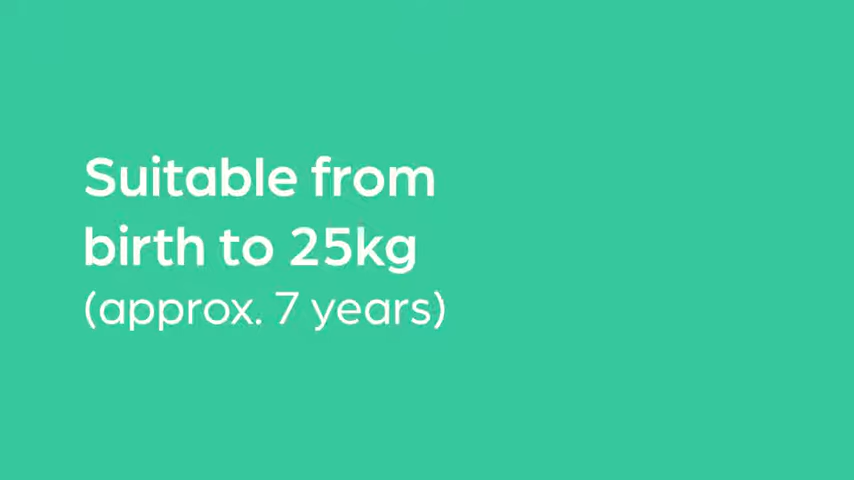 Suitable from
birth to 25kg
(approx. 7 years)